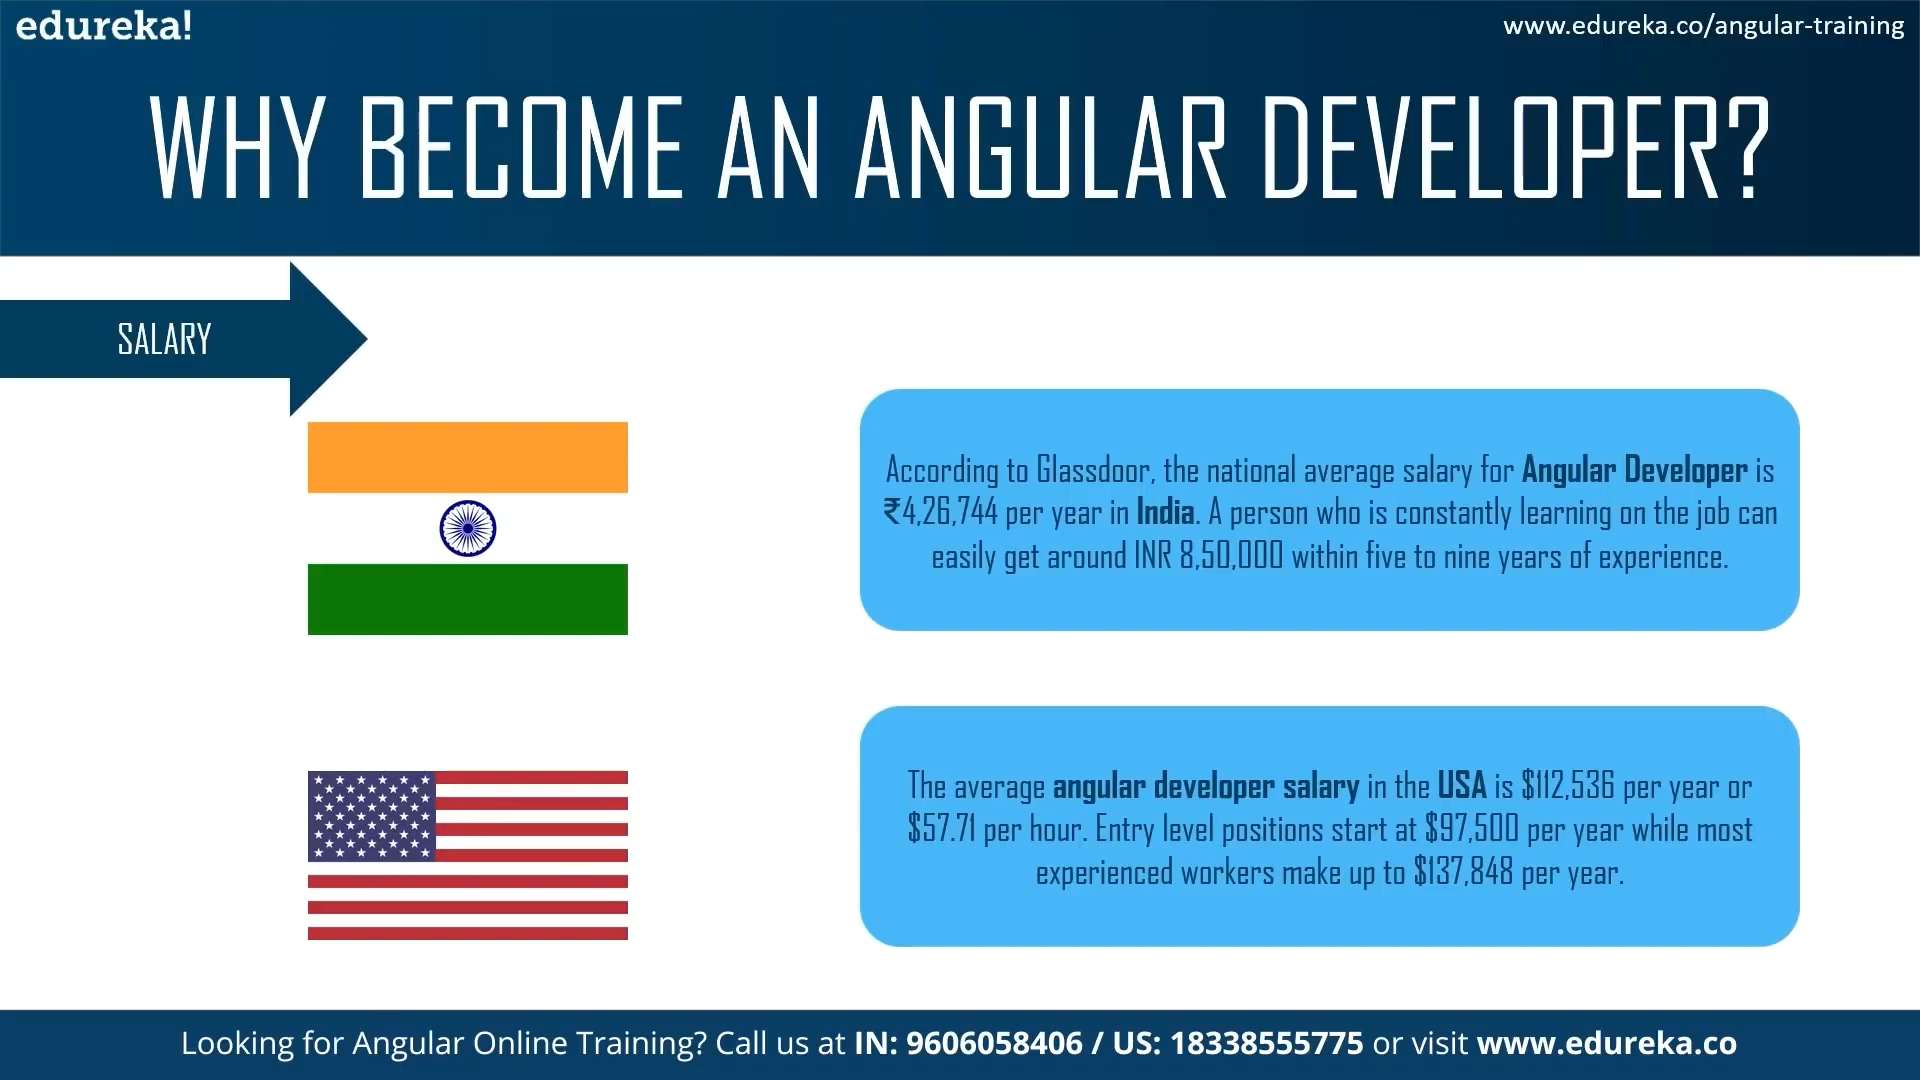 edureka!
www.edureka.co/angular-training
WHY BECOME AN ANGULAR DEVELOPER?
SALARY
According to Glassdoor, the national average salary for Angular Developer is
₹4,26,744 per year in India. A person who is constantly learning on the job can
easily get around INR 8,50,000 within five to nine years of experience.
The average angular developer salary in the USA is $112,536 per year or
$57.71 per hour. Entry level positions start at $97,500 per year while most
experienced workers make up to $137,848 per year.
Looking for Angular Online Training? Call us at IN: 9606058406 / US: 18338555775 or visit www.edureka.co